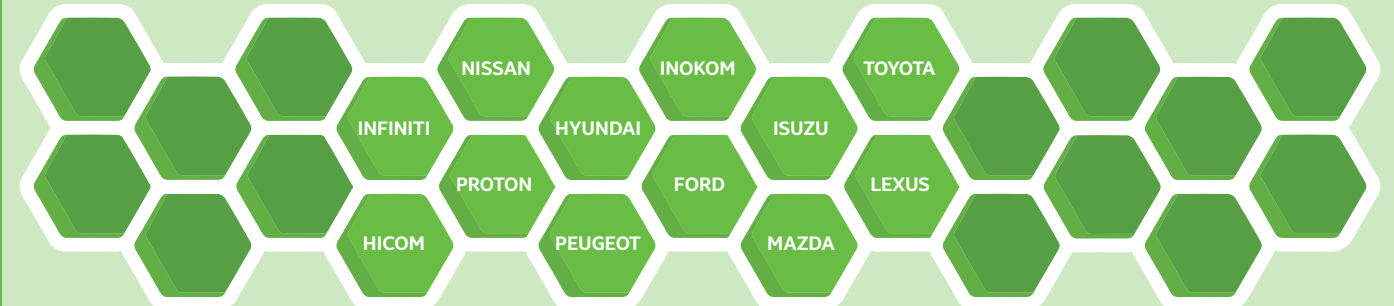 NISSAN
INOKOM
TOYOTA
INFINITI
HYUNDAI
ISUZU
PROTON
FORD
LEXUS
HICOM
PEUGEOT
MAZDA